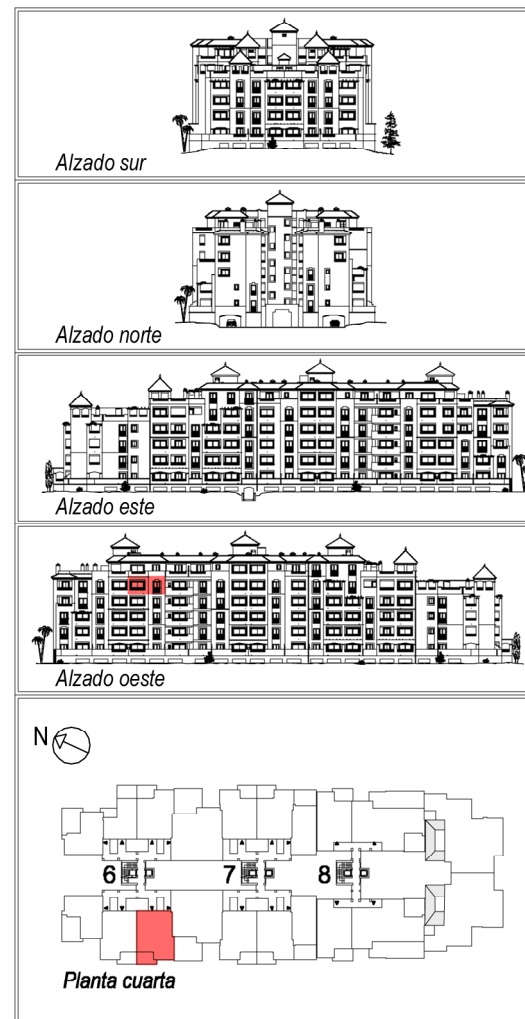 Alzado sur
Alzado norte
Alzado este
Alzado oeste
N
6 7 8
Planta cuarta